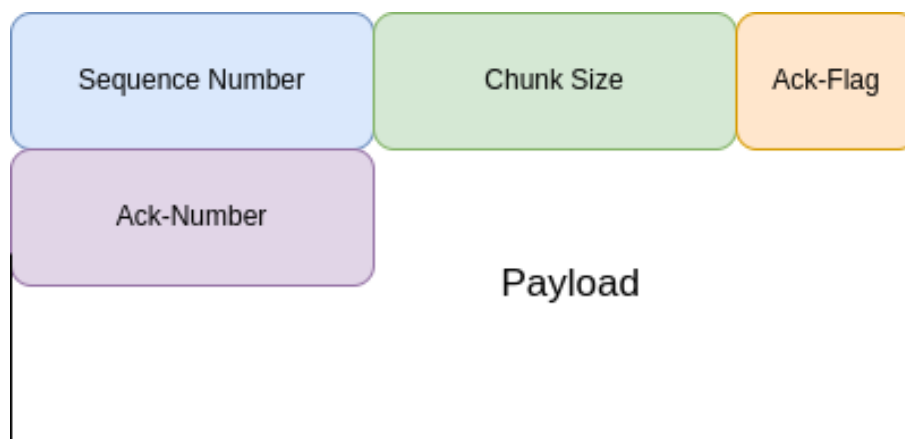 Sequence Number
Chunk Size
Ack-Flag
Ack-Number
Payload